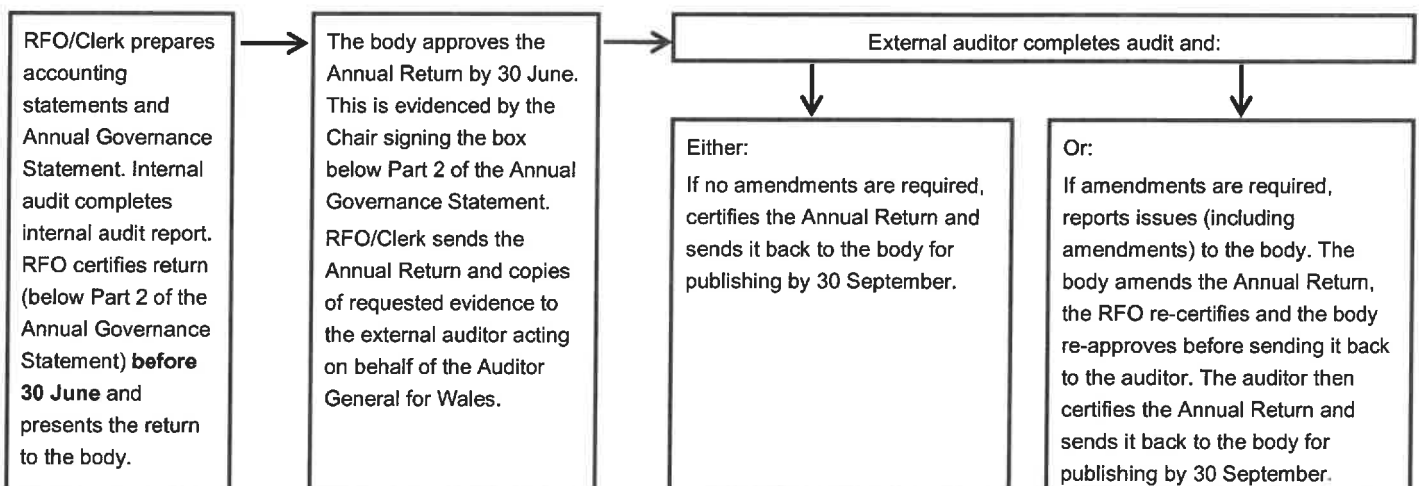 RFO/Clerk prepares
accounting
statements and
Annual Governance
Statement. Internal
audit completes
internal audit report.
RFO certifies return
(below Part 2 of the
Annual Governance
Statement) before
30 June and
presents the return
to the body.
The body approves the
Annual Return by 30 June.
This is evidenced by the
Chair signing the box
below Part 2 of the Annual
Governance Statement.
RFO/Clerk sends the
Annual Return and copies
of requested evidence to
the external auditor acting
on behalf of the Auditor
General for Wales.
External auditor completes audit and:
Either:
If no amendments are required,
certifies the Annual Return and
sends it back to the body for
publishing by 30 September.
Or:
If amendments are required,
reports issues (including
amendments) to the body. The
body amends the Annual Return,
the RFO re-certifies and the body
re-approves before sending it back
to the auditor. The auditor then
certifies the Annual Return and
sends it back to the body for
publishing by 30 September.